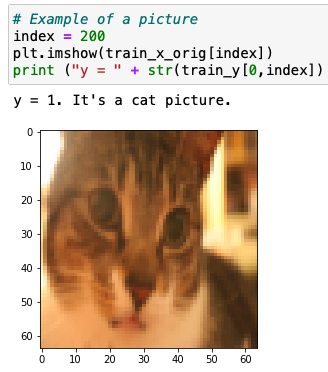 # Example of a picture
index = 200
plt.imshow(train_x_orig[index])
print ("y = " + str(train_y[0,index])
y = 1. It's a cat picture.
0
10
20
30
40
50
60
0 10 20 30 40 50 60